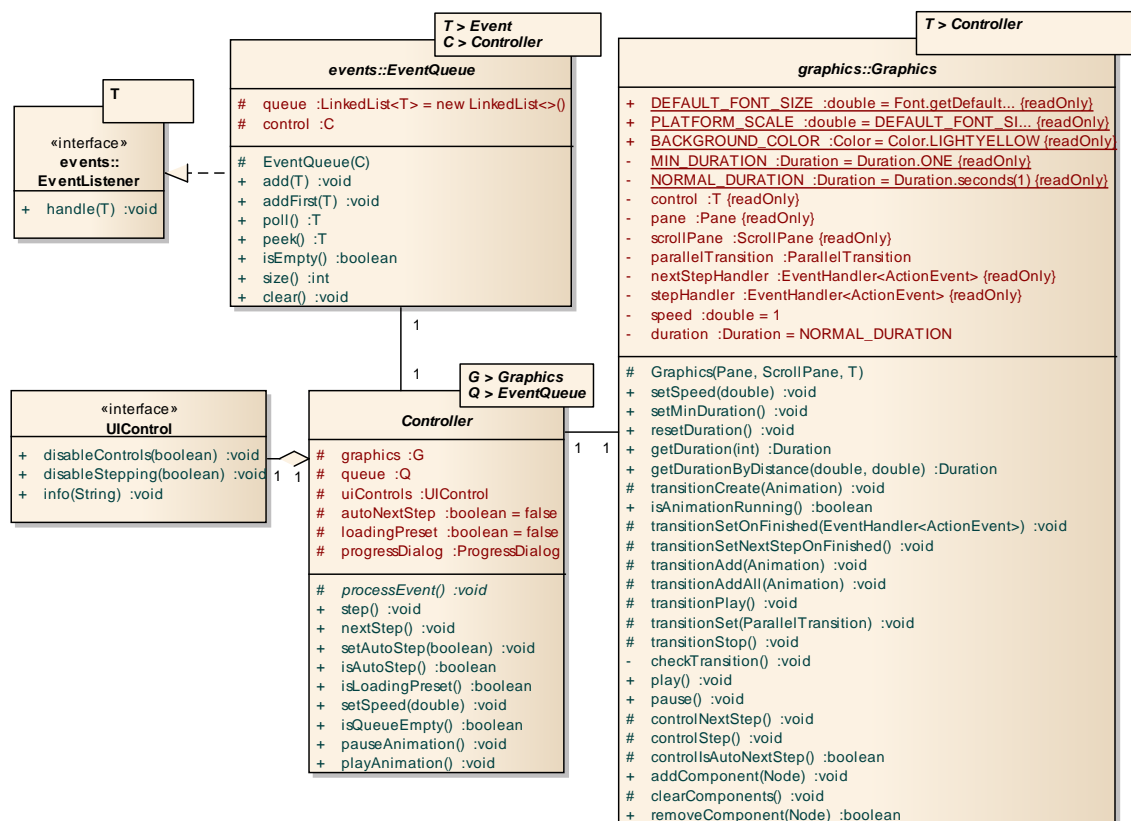 T
«interface»
events::
EventListener
+ handle(T) :void
T > Event
C > Controller
events::EventQueue
# queue :LinkedList<T> = new LinkedList<>()
# control :C
# EventQueue(C)
+ add(T) :void
+ addFirst(T) :void
+ poll() :T
+ peek() :T
+ isEmpty() :boolean
+ size() :int
+ clear() :void
1
1
«interface»
UIControl
+ disableControls(boolean) :void
+ disableStepping(boolean) :void
+ info(String) :void
1
1
G > Graphics
Q > EventQueue
Controller
# graphics :G
# queue :Q
# uiControls :UIControl
# autoNextStep :boolean = false
# loadingPreset :boolean = false
# progressDialog :ProgressDialog
# processEvent() :void
+ step() :void
+ nextStep() :void
+ setAutoStep(boolean) :void
+ isAutoStep() :boolean
+ isLoadingPreset() :boolean
+ setSpeed(double) :void
+ isQueueEmpty() :boolean
+ pauseAnimation() :void
+ playAnimation() :void
1
1
T > Controller
graphics::Graphics
+ DEFAULT_FONT_SIZE :double = Font.getDefault... {readOnly}
+ PLATFORM_SCALE :double = DEFAULT_FONT_SI... {readOnly}
+ BACKGROUND_COLOR :Color = Color.LIGHTYELLOW {readOnly}
- MIN_DURATION :Duration = Duration.ONE {readOnly}
- NORMAL_DURATION :Duration = Duration.seconds(1) {readOnly}
- control :T {readOnly}
- pane :Pane {readOnly}
- scrollPane :ScrollPane {readOnly}
- parallelTransition :ParallelTransition
- nextStepHandler :EventHandler<ActionEvent> {readOnly}
- stepHandler :EventHandler<ActionEvent> {readOnly}
- speed :double = 1
- duration :Duration = NORMAL_DURATION
# Graphics(Pane, ScrollPane, T)
+ setSpeed(double) :void
+ setMinDuration() :void
+ resetDuration() :void
+ getDuration(int) :Duration
+ getDurationByDistance(double, double) :Duration
# transitionCreate(Animation) :void
+ isAnimationRunning() :boolean
# transitionSetOnFinished(EventHandler<ActionEvent>) :void
# transitionSetNextStepOnFinished() :void
# transitionAdd(Animation) :void
# transitionAddAll(Animation) :void
# transitionPlay() :void
# transitionSet(ParallelTransition) :void
# transitionStop() :void
- checkTransition() :void
+ play() :void
+ pause() :void
# controlNextStep() :void
# controlStep() :void
# controlIsAutoNextStep() :boolean
+ addComponent(Node) :void
# clearComponents() :void
+ removeComponent(Node) :boolean